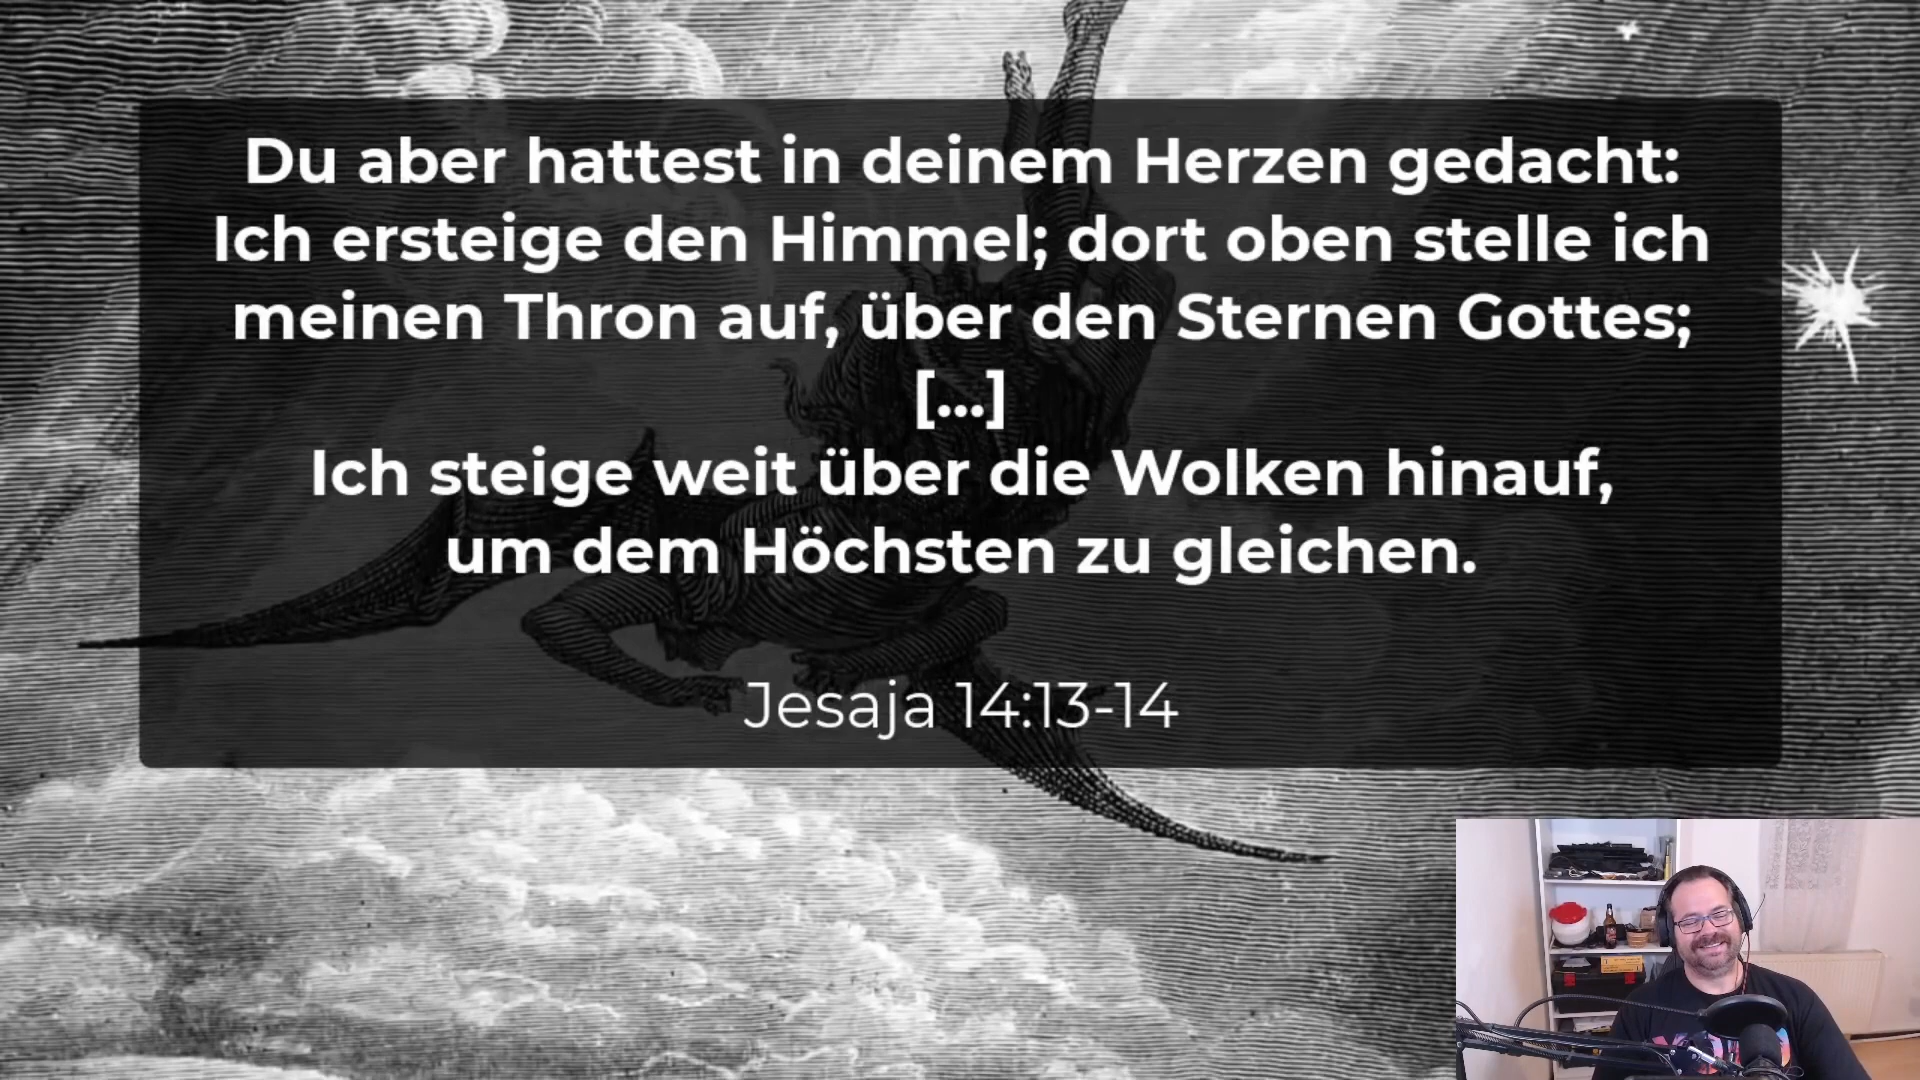 Du aber hattest in deinem Herzen gedacht:
Ich ersteige den Himmel; dort oben stelle ich
meinen Thron auf, über den Sternen Gottes;
[...]
Ich steige weit über die Wolken hinauf,
um dem Höchsten zu gleichen.
Jesaja 14:13-14